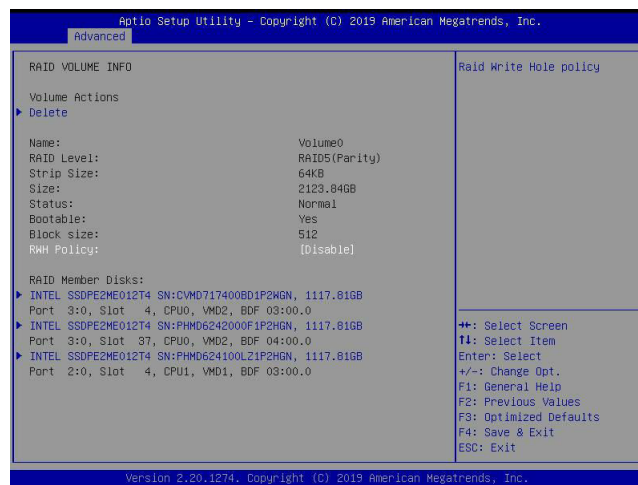 Aptio Setup Utility – Copyright (C) 2019 American Megatrends, Inc.
Advanced
RAID VOLUME INFO
Raid Write Hole policy
Volume Actions
Delete
Name: Volume0
RAID Level: RAID5(Parity)
Strip Size: 64KB
Size: 2123.84GB
Status: Normal
Bootable: Yes
Block size: 512
RWH Policy: [Disable]
RAID Member Disks:
INTEL SSDPE2ME012T4 SN:CVMD717400BD1P2WGN, 1117.81GB
Port 3:0, Slot 4, CPU0, VMD2, BDF 03:00.0
INTEL SSDPE2ME012T4 SN:PHMD6242000F1P2HGN, 1117.81GB
Port 3:0, Slot 37, CPU0, VMD2, BDF 04:00.0
INTEL SSDPE2ME012T4 SN:PHMD624100LZ1P2HGN, 1117.81GB
Port 2:0, Slot 4, CPU1, VMD1, BDF 03:00.0
→←: Select Screen
↑↓: Select Item
Enter: Select
+/-: Change Opt.
F1: General Help
F2: Previous Values
F3: Optimized Defaults
F4: Save & Exit
ESC: Exit
Version 2.20.1274. Copyright (C) 2019 American Megatrends, Inc.